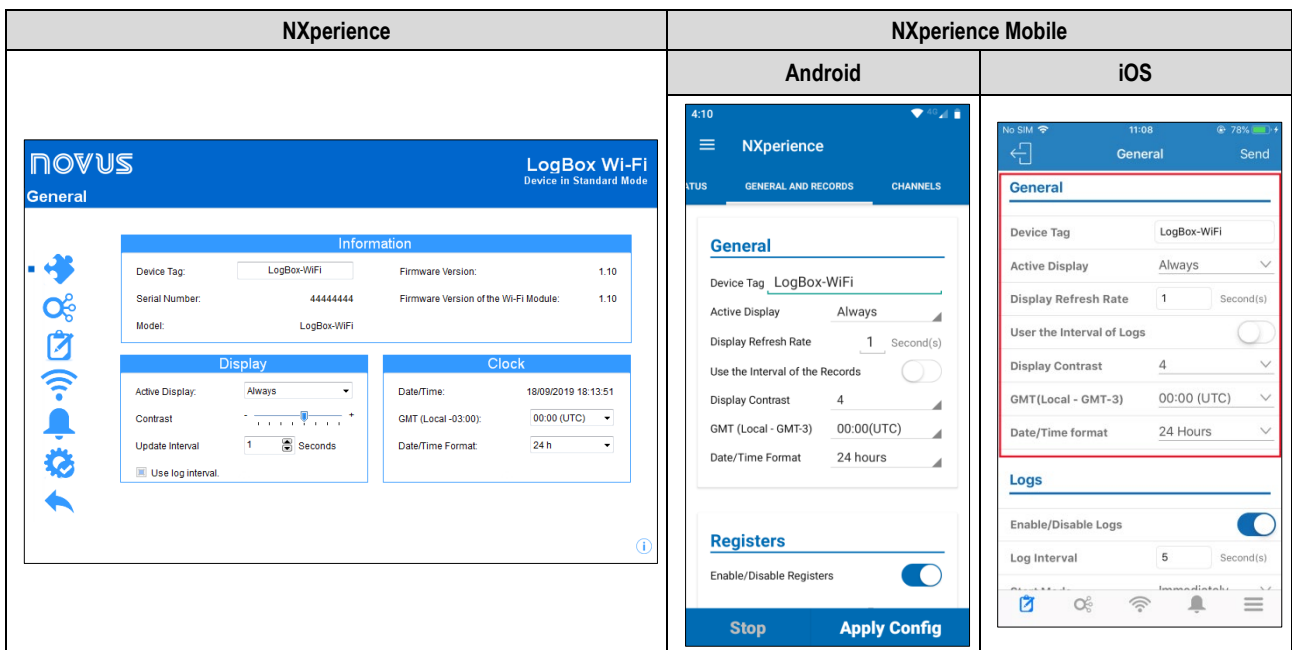 NXperience
NXperience Mobile
Android
iOS
NOVUS
LogBox Wi-Fi
Device in Standard Mode
General
Information
Device Tag: LogBox-WiFi Firmware Version: 1.10
Serial Number: 44444444 Firmware Version of the Wi-Fi Module: 1.10
Model: LogBox-WiFi
Display
Active Display: Always
Contrast - +
Update Interval 1 Seconds
Use log interval.
Clock
Date/Time: 18/09/2019 18:13:51
GMT (Local -03:00): 00:00 (UTC)
Date/Time Format: 24 h
4:10 4G
NXperience
ATUS GENERAL AND RECORDS CHANNELS
General
Device Tag LogBox-WiFi
Active Display Always
Display Refresh Rate 1 Second(s)
Use the Interval of the Records
Display Contrast 4
GMT (Local - GMT-3) 00:00(UTC)
Date/Time Format 24 hours
Registers
Enable/Disable Registers
Stop Apply Config
No SIM 11:08 78%
General Send
General
Device Tag LogBox-WiFi
Active Display Always
Display Refresh Rate 1 Second(s)
User the Interval of Logs
Display Contrast 4
GMT(Local - GMT-3) 00:00 (UTC)
Date/Time format 24 Hours
Logs
Enable/Disable Logs
Log Interval 5 Second(s)